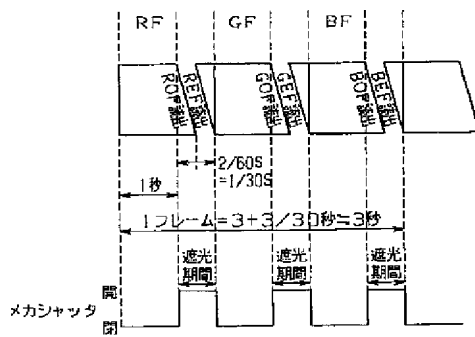 RF GF BF
ROF読出
REF読出
GOF読出
GEF読出
BOF読出
BEF読出
2/60S
=1/30S
1秒
1フレーム=3+3/30秒≒3秒
遮光
期間
遮光
期間
遮光
期間
開
メカシャッタ
閉